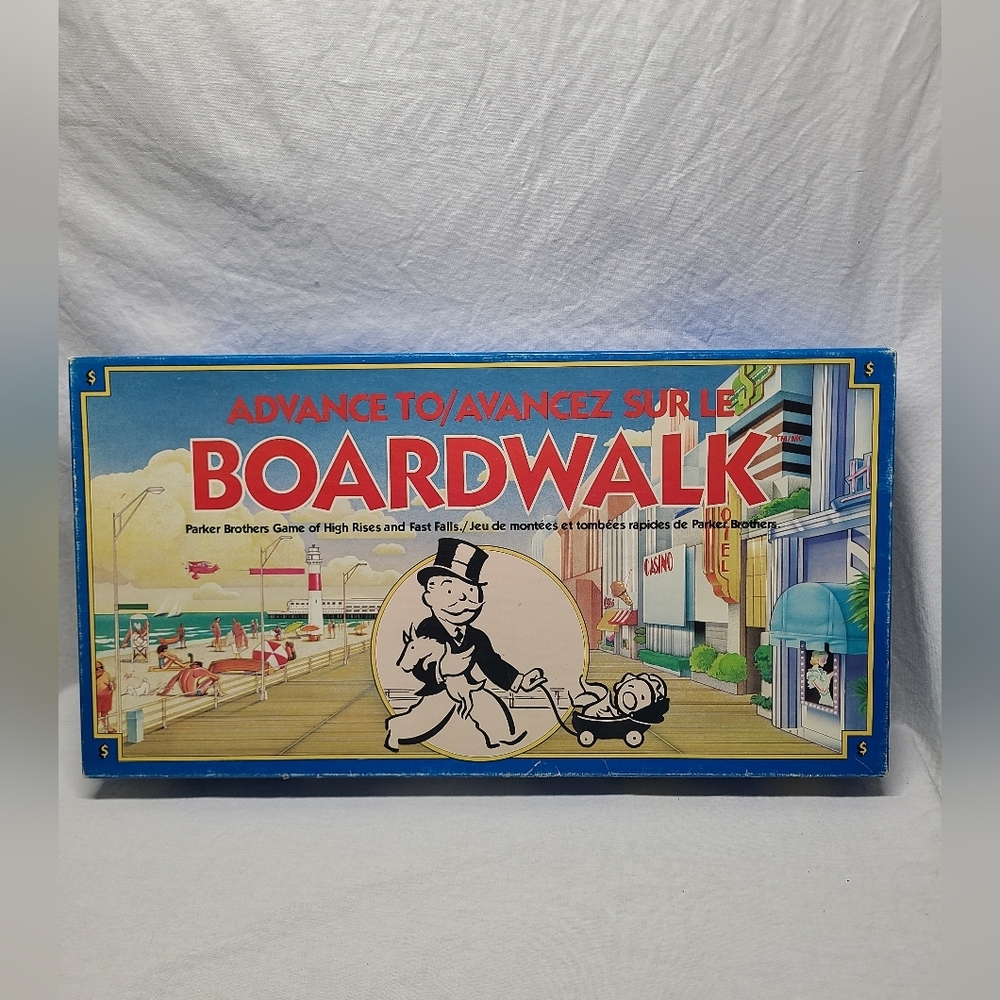 $ $
ADVANCE TO/AVANCEZ SUR LE
BOARDWALK TM/MC
Parker Brothers Game of High Rises and Fast Falls./Jeu de montées et tombées rapides de Parker Brothers.
$
HOTEL
CASINO
$ $